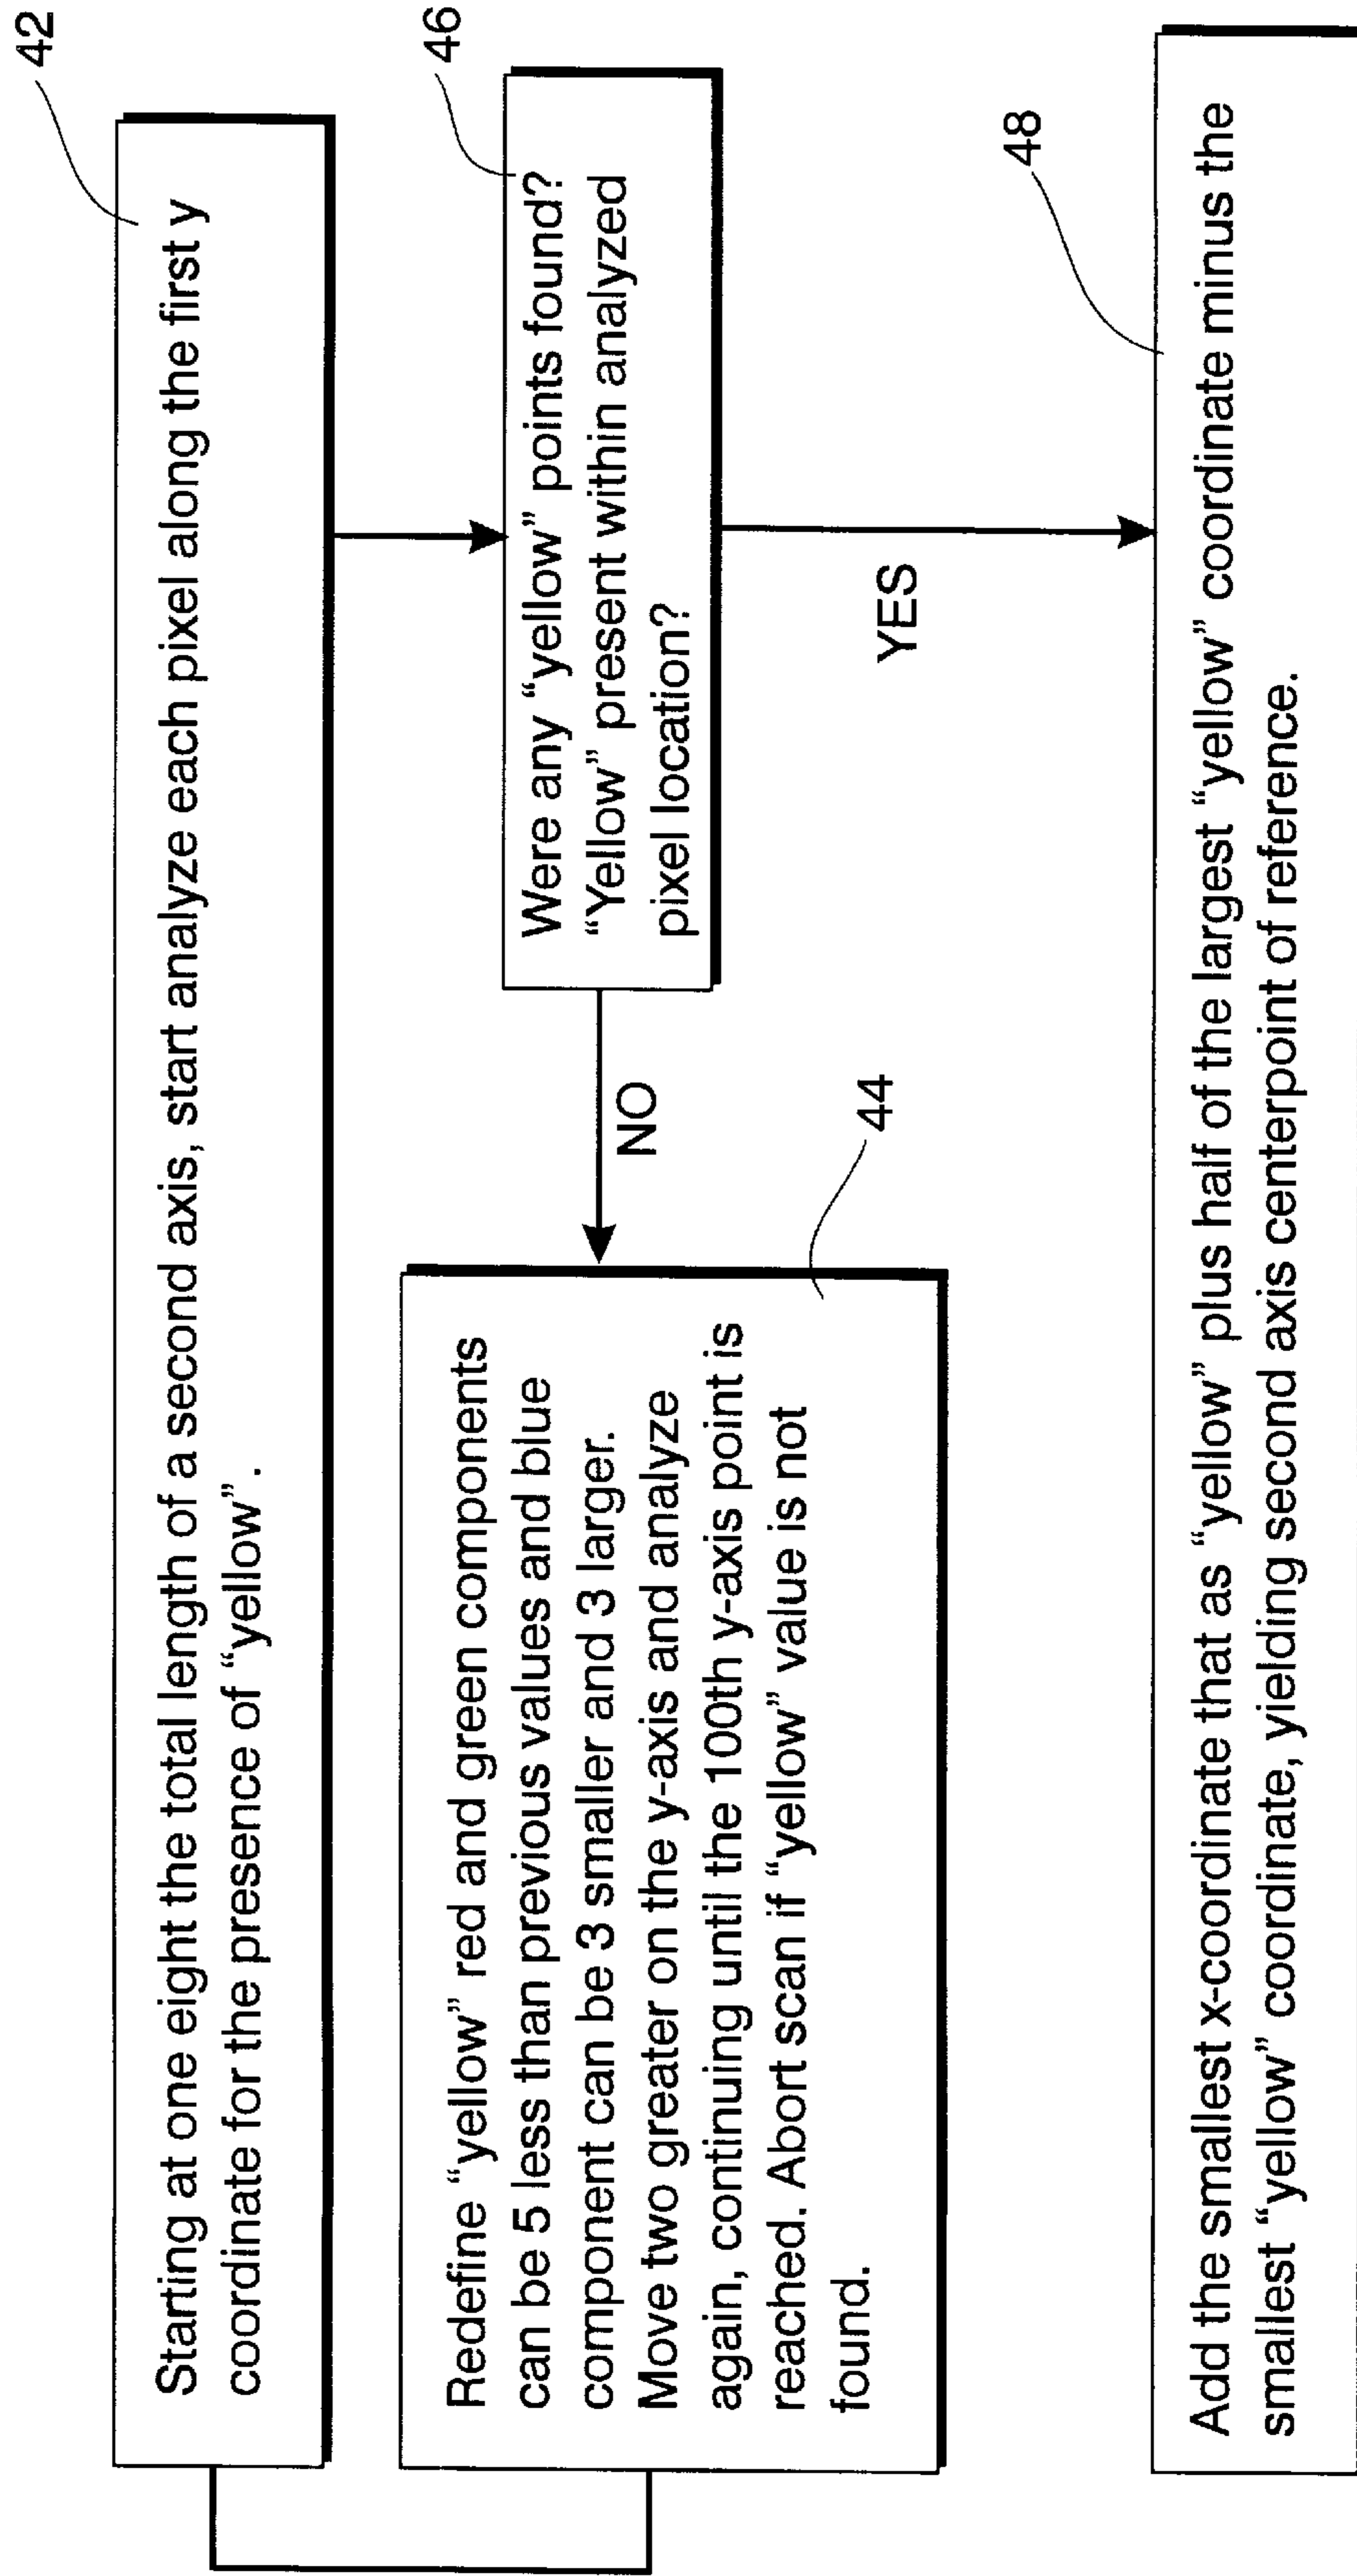 42
Starting at one eight the total length of a second axis, start analyze each pixel along the first y
coordinate for the presence of “yellow”.
46
Were any “yellow” points found?
“Yellow” present within analyzed
pixel location?
NO
YES
44
Redefine “yellow” red and green components
can be 5 less than previous values and blue
component can be 3 smaller and 3 larger.
Move two greater on the y-axis and analyze
again, continuing until the 100th y-axis point is
reached. Abort scan if “yellow” value is not
found.
48
Add the smallest x-coordinate that as “yellow” plus half of the largest “yellow” coordinate minus the
smallest “yellow” coordinate, yielding second axis centerpoint of reference.